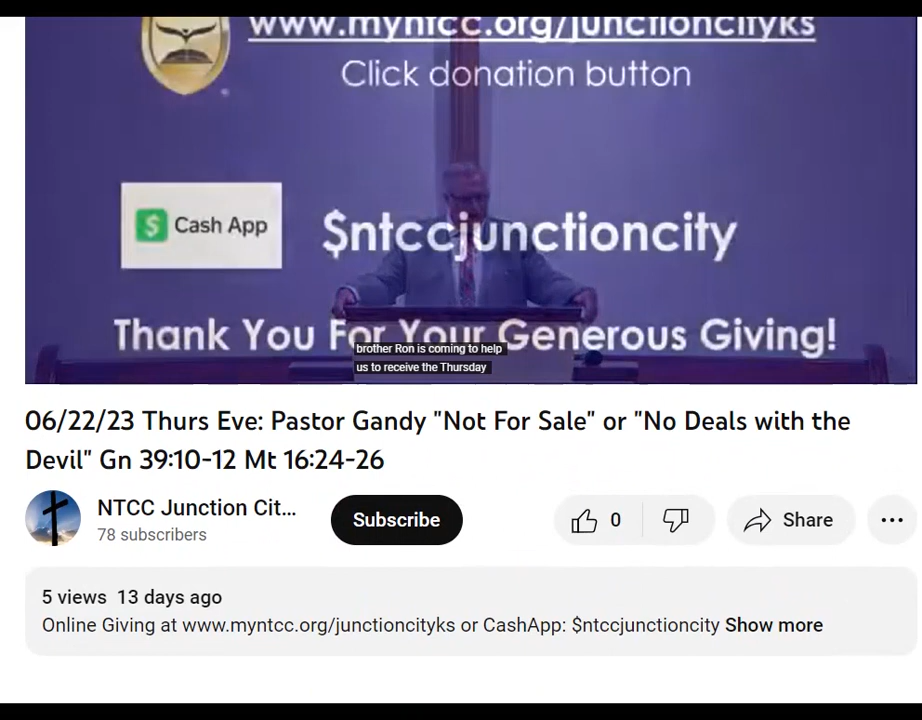 www.myntcc.org/junctioncityks
Click donation button
$ Cash App
$ntccjunctioncity
Thank You For Your Generous Giving!
brother Ron is coming to help
us to receive the Thursday
06/22/23 Thurs Eve: Pastor Gandy "Not For Sale" or "No Deals with the
Devil" Gn 39:10-12 Mt 16:24-26
NTCC Junction Cit...
78 subscribers
Subscribe
0
Share
5 views 13 days ago
Online Giving at www.myntcc.org/junctioncityks or CashApp: $ntccjunctioncity Show more